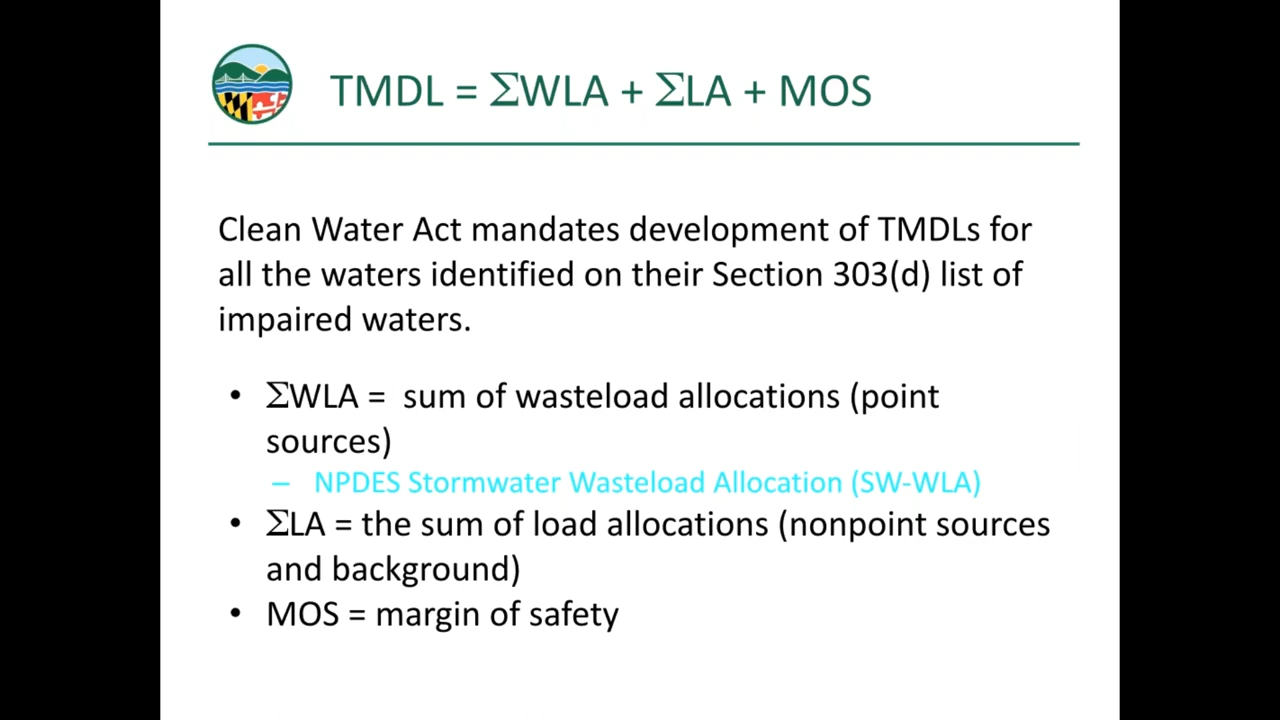 TMDL = ΣWLA + ΣLA + MOS
Clean Water Act mandates development of TMDLs for
all the waters identified on their Section 303(d) list of
impaired waters.
• ΣWLA = sum of wasteload allocations (point
sources)
– NPDES Stormwater Wasteload Allocation (SW-WLA)
• ΣLA = the sum of load allocations (nonpoint sources
and background)
• MOS = margin of safety